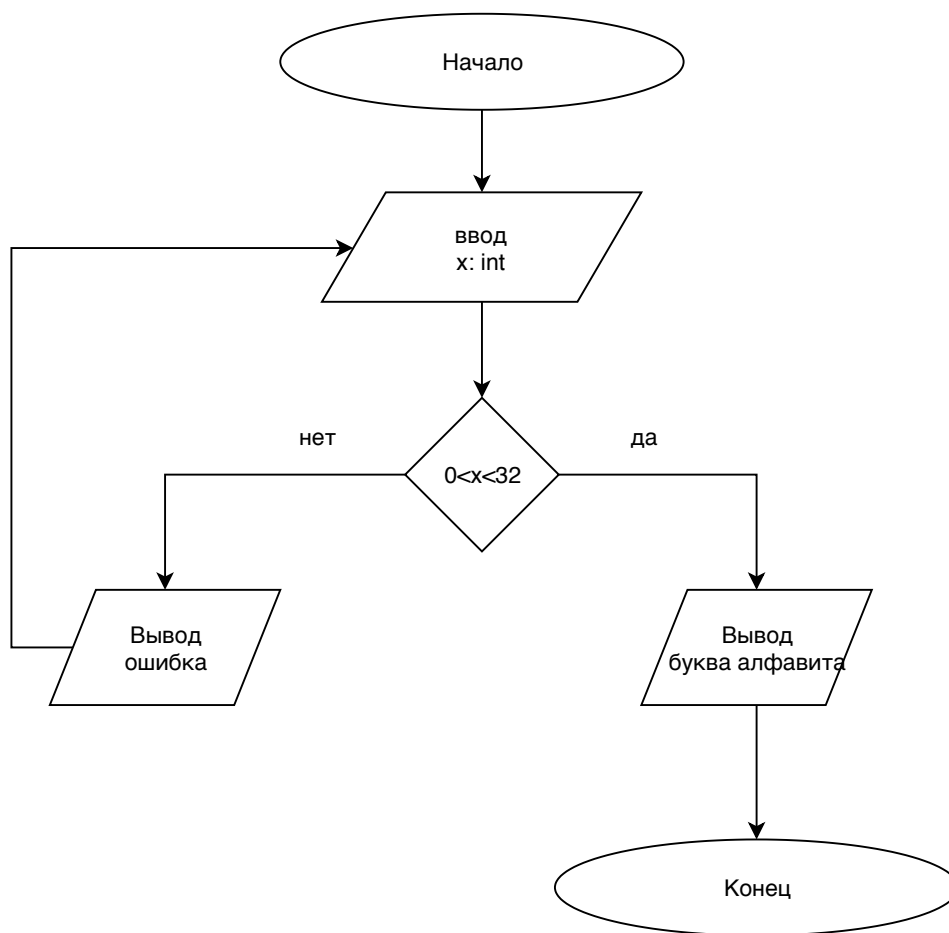 Начало
ввод
x: int
нет
да
0<x<32
Вывод
ошибка
Вывод
буква алфавита
Конец